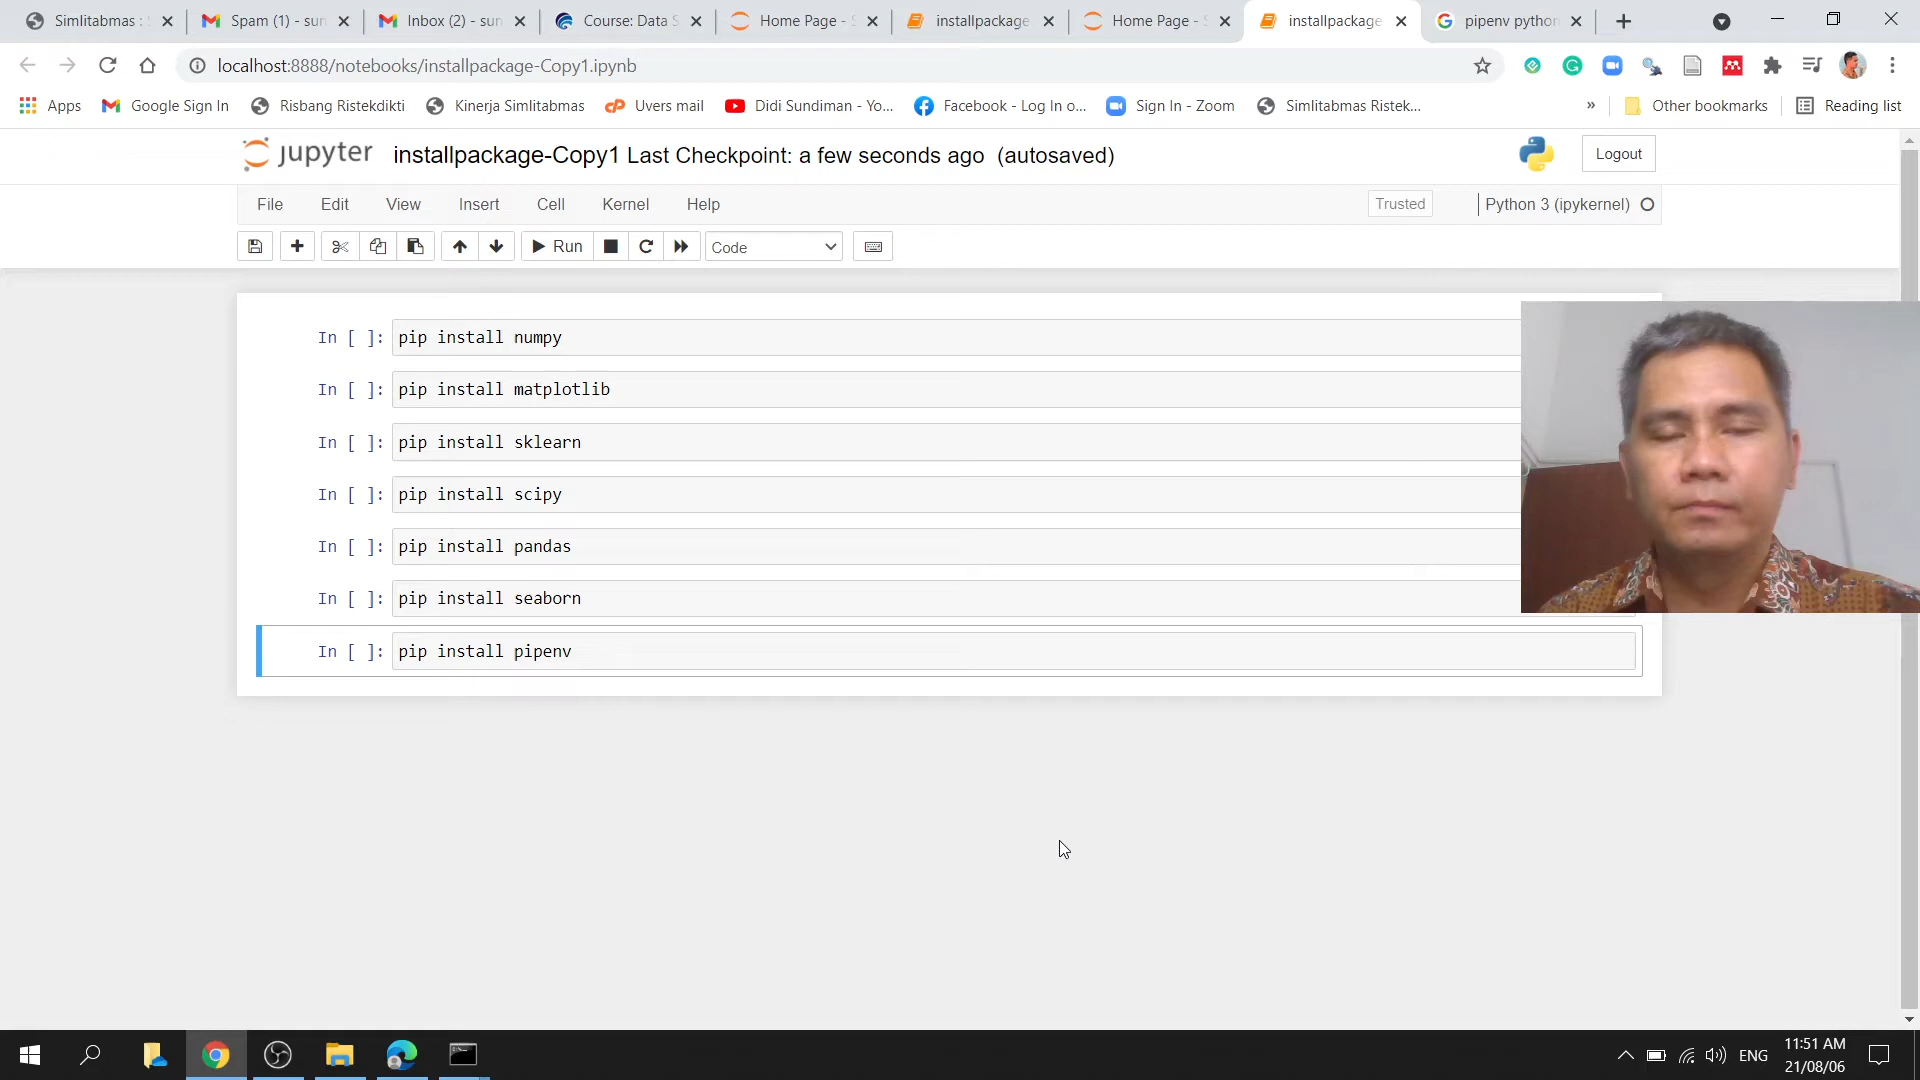 Simlitabmas :
Spam (1) - sun
Inbox (2) - sun
Course: Data S
Home Page - S
installpackage
Home Page - S
installpackage
pipenv python
localhost:8888/notebooks/installpackage-Copy1.ipynb
Apps
Google Sign In
Risbang Ristekdikti
Kinerja Simlitabmas
Uvers mail
Didi Sundiman - Yo...
Facebook - Log In o...
Sign In - Zoom
Simlitabmas Ristek...
»
Other bookmarks
Reading list
jupyter installpackage-Copy1 Last Checkpoint: a few seconds ago (autosaved)
Logout
File Edit View Insert Cell Kernel Help
Trusted
Python 3 (ipykernel)
Run
Code
In [ ]: pip install numpy
In [ ]: pip install matplotlib
In [ ]: pip install sklearn
In [ ]: pip install scipy
In [ ]: pip install pandas
In [ ]: pip install seaborn
In [ ]: pip install pipenv
ENG
11:51 AM
21/08/06